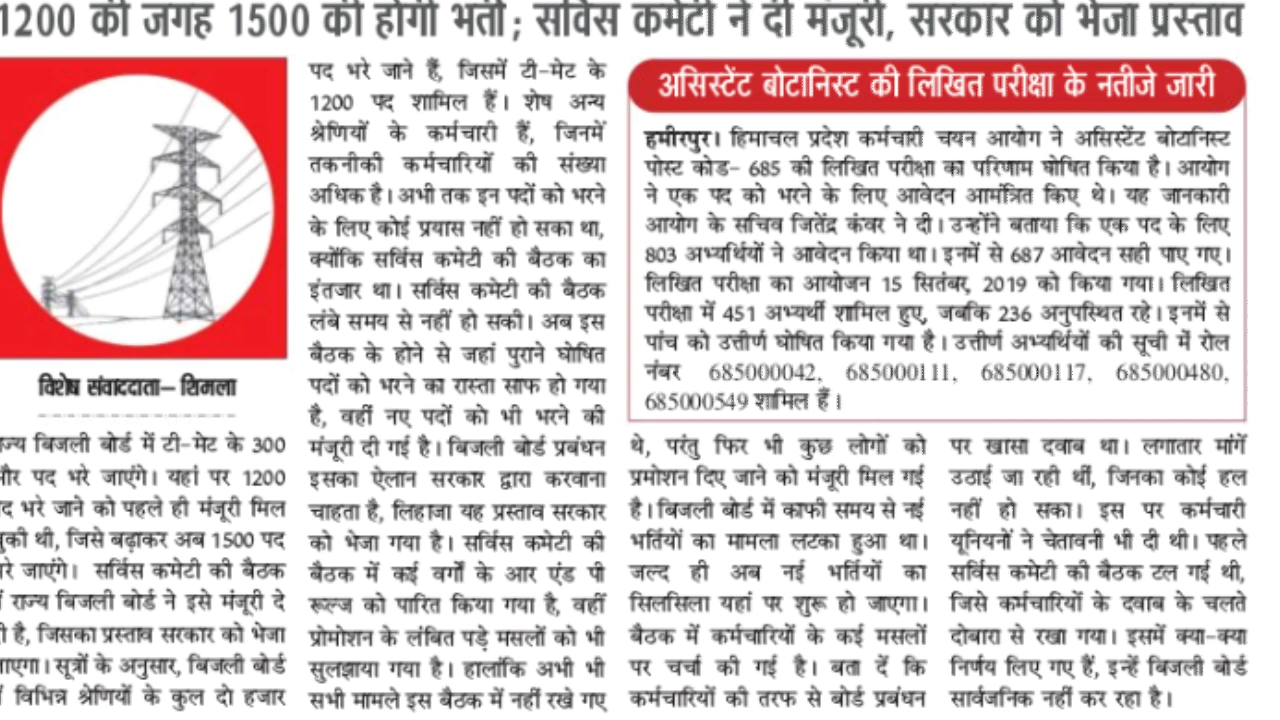 1200 की जगह 1500 की होगी भर्ती; सर्विस कमेटी ने दी मंजूरी, सरकार को भेजा प्रस्ताव
विशेष संवाददाता– शिमला
बिजली बोर्ड में टी-मेट के 300
पद भरे जाएंगे। यहां पर 1200
भरे जाने को पहले ही मंजूरी मिल
थी, जिसे बढ़ाकर अब 1500 पद
जाएंगे। सर्विस कमेटी की बैठक
राज्य बिजली बोर्ड ने इसे मंजूरी दे
है, जिसका प्रस्ताव सरकार को भेजा
सूत्रों के अनुसार, बिजली बोर्ड
विभिन्न श्रेणियों के कुल दो हजार
पद भरे जाने हैं, जिसमें टी-मेट के
1200 पद शामिल हैं। शेष अन्य
श्रेणियों के कर्मचारी हैं, जिनमें
तकनीकी कर्मचारियों की संख्या
अधिक है। अभी तक इन पदों को भरने
के लिए कोई प्रयास नहीं हो सका था,
क्योंकि सर्विस कमेटी की बैठक का
इंतजार था। सर्विस कमेटी की बैठक
लंबे समय से नहीं हो सकी। अब इस
बैठक के होने से जहां पुराने घोषित
पदों को भरने का रास्ता साफ हो गया
है, वहीं नए पदों को भी भरने की
मंजूरी दी गई है। बिजली बोर्ड प्रबंधन
इसका ऐलान सरकार द्वारा करवाना
चाहता है, लिहाजा यह प्रस्ताव सरकार
को भेजा गया है। सर्विस कमेटी की
बैठक में कई वर्गों के आर एंड पी
रूल्ज को पारित किया गया है, वहीं
प्रोमोशन के लंबित पड़े मसलों को भी
सुलझाया गया है। हालांकि अभी भी
सभी मामले इस बैठक में नहीं रखे गए
असिस्टेंट बोटानिस्ट की लिखित परीक्षा के नतीजे जारी
हमीरपुर। हिमाचल प्रदेश कर्मचारी चयन आयोग ने असिस्टेंट बोटानिस्ट
पोस्ट कोड- 685 की लिखित परीक्षा का परिणाम घोषित किया है। आयोग
ने एक पद को भरने के लिए आवेदन आमंत्रित किए थे। यह जानकारी
आयोग के सचिव जितेंद्र कंवर ने दी। उन्होंने बताया कि एक पद के लिए
803 अभ्यर्थियों ने आवेदन किया था। इनमें से 687 आवेदन सही पाए गए।
लिखित परीक्षा का आयोजन 15 सितंबर, 2019 को किया गया। लिखित
परीक्षा में 451 अभ्यर्थी शामिल हुए, जबकि 236 अनुपस्थित रहे। इनमें से
पांच को उत्तीर्ण घोषित किया गया है। उत्तीर्ण अभ्यर्थियों की सूची में रोल
नंबर 685000042, 685000111, 685000117, 685000480,
685000549 शामिल हैं।
थे, परंतु फिर भी कुछ लोगों को
प्रमोशन दिए जाने को मंजूरी मिल गई
है। बिजली बोर्ड में काफी समय से नई
भर्तियों का मामला लटका हुआ था।
जल्द ही अब नई भर्तियों का
सिलसिला यहां पर शुरू हो जाएगा।
बैठक में कर्मचारियों के कई मसलों
पर चर्चा की गई है। बता दें कि
कर्मचारियों की तरफ से बोर्ड प्रबंधन
पर खासा दवाब था। लगातार मांगें
उठाई जा रही थीं, जिनका कोई हल
नहीं हो सका। इस पर कर्मचारी
यूनियनों ने चेतावनी भी दी थी। पहले
सर्विस कमेटी की बैठक टल गई थी,
जिसे कर्मचारियों के दवाब के चलते
दोबारा से रखा गया। इसमें क्या-क्या
निर्णय लिए गए हैं, इन्हें बिजली बोर्ड
सार्वजनिक नहीं कर रहा है।